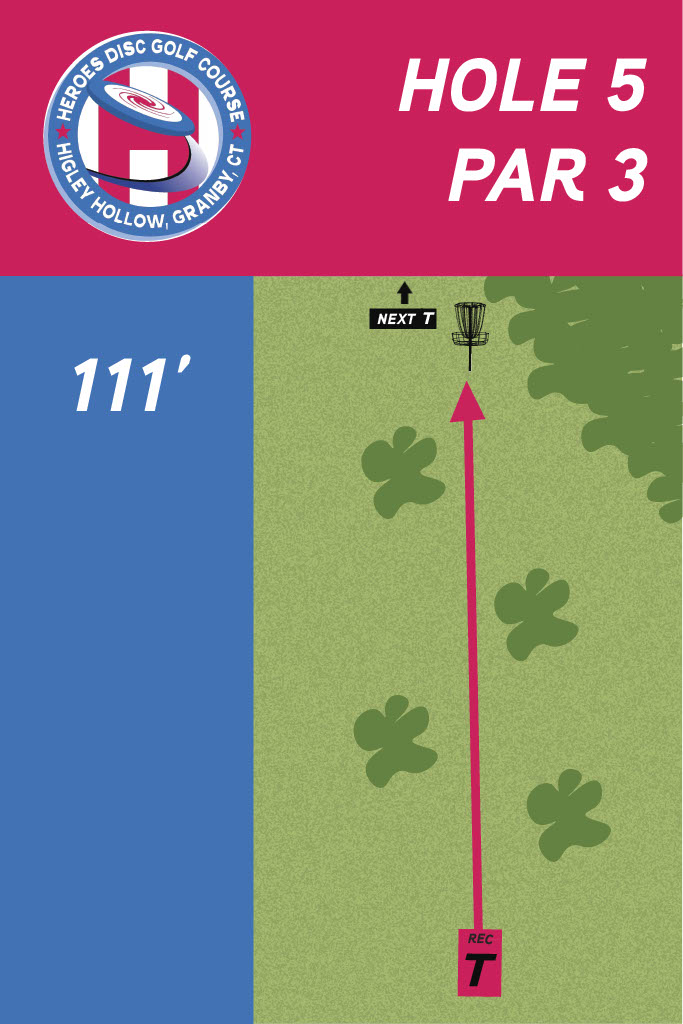 HEROES DISC GOLF COURSE
HIGLEY HOLLOW, GRANBY, CT
HOLE 5
PAR 3
111’
NEXT T
REC
T